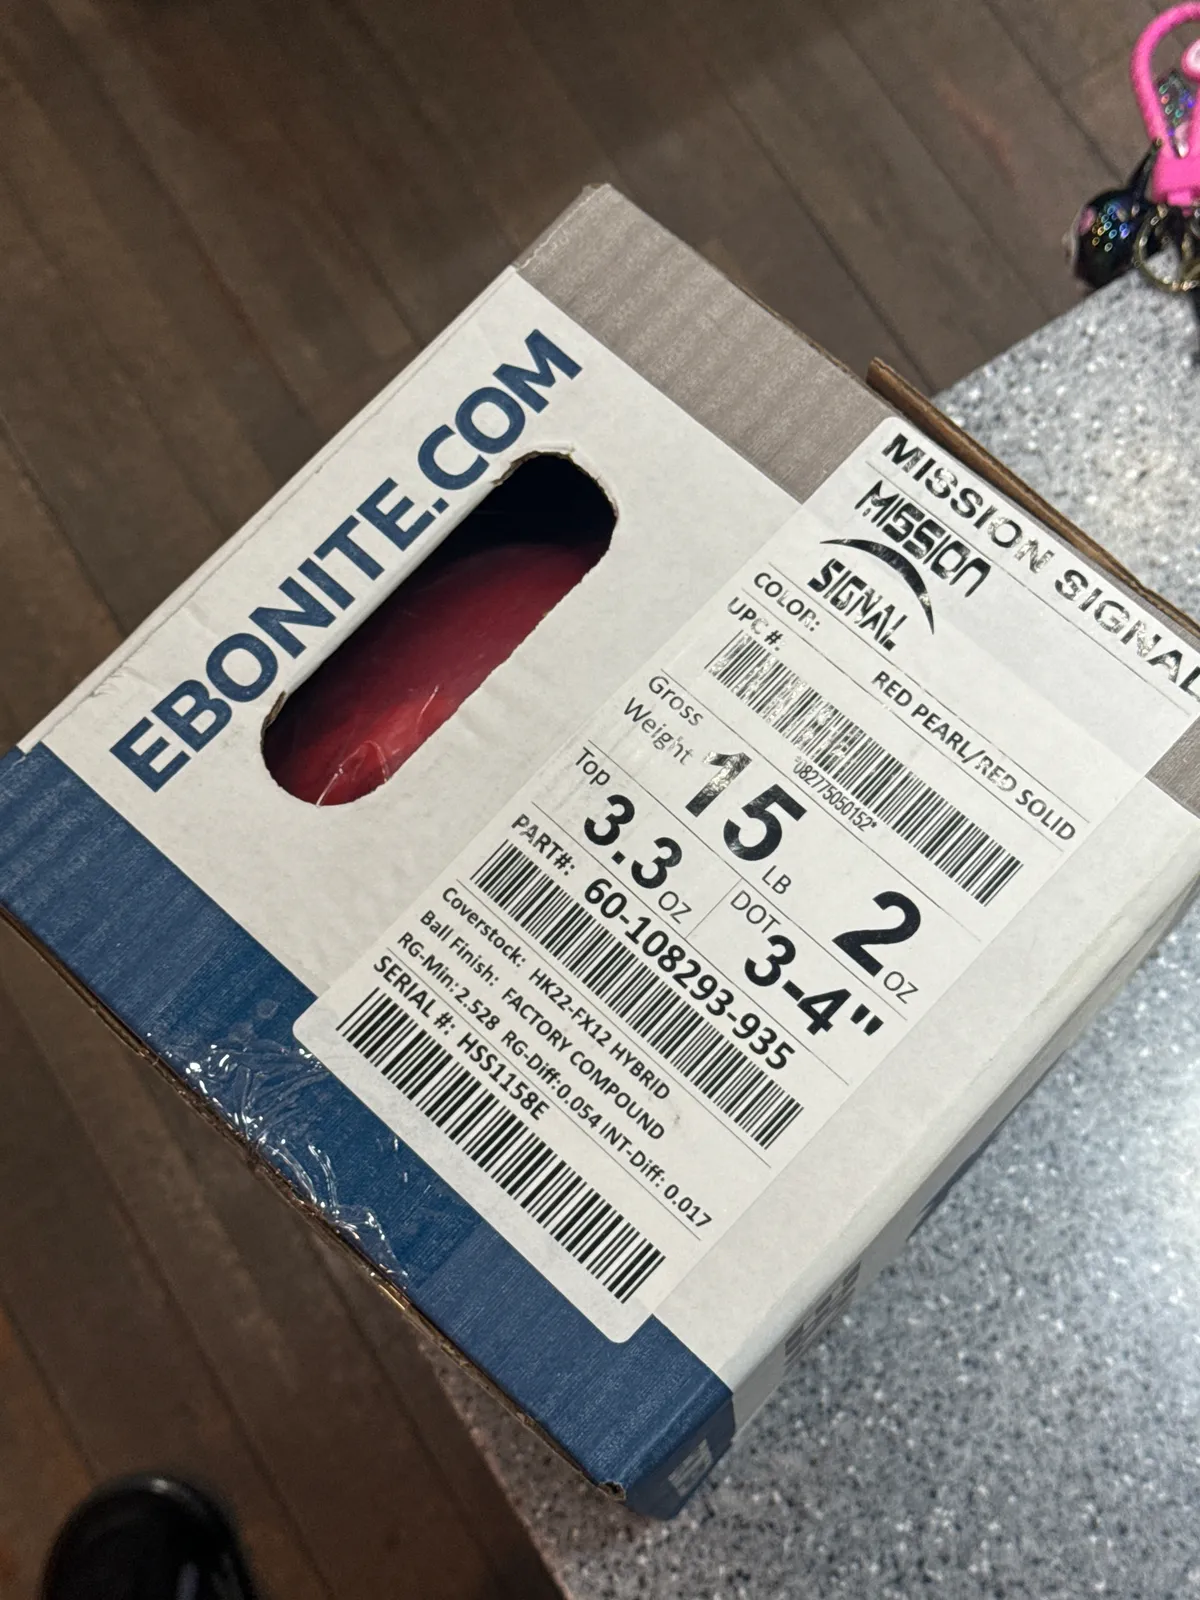 EBONITE.COM
MISSION SIGNAL
MISSION
SIGNAL
COLOR:
RED PEARL/RED SOLID
UPC #:
082775050152"
Gross
Weight
15 LB 2 OZ
Top 3.3 OZ
DOT 3-4"
PART#: 60-108293-935
Coverstock: HK22-FX12 HYBRID
Ball Finish: FACTORY COMPOUND
RG-Min: 2.528 RG-Diff:0.054 INT-Diff: 0.017
SERIAL #: HSS1158E